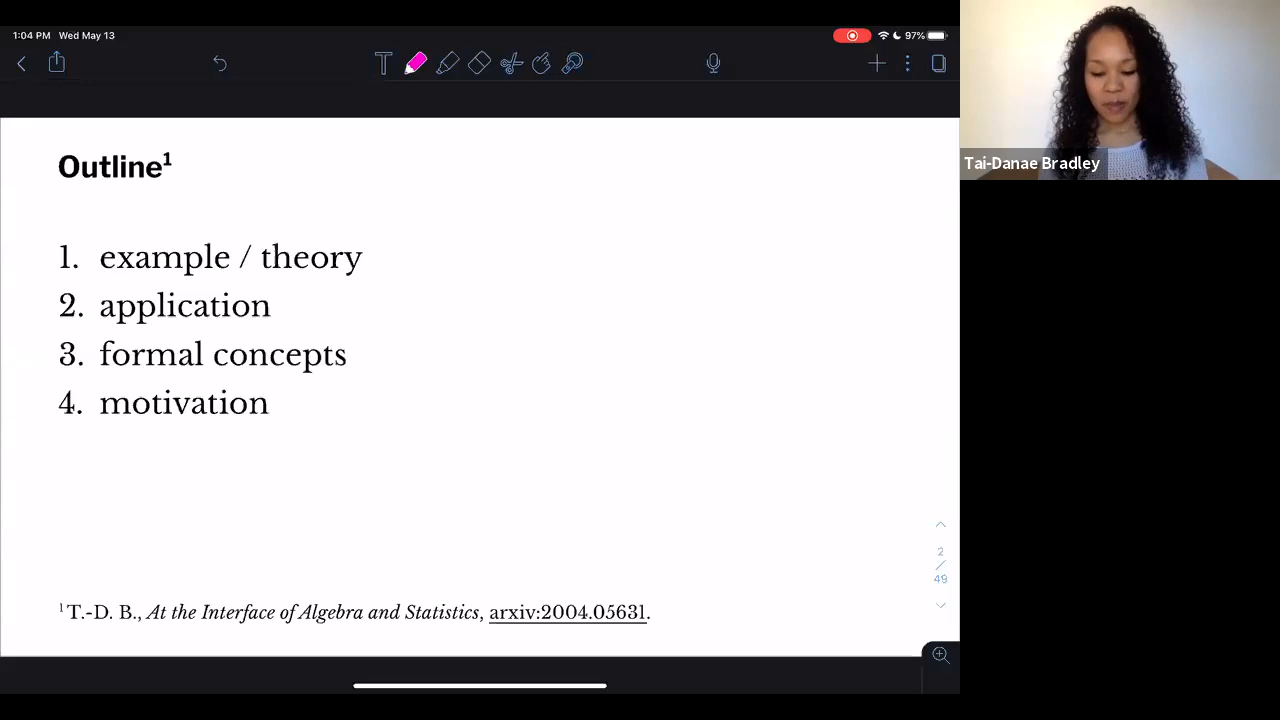 1:04 PM Wed May 13
97%
Tai-Danae Bradley
Outline¹
1. example / theory
2. application
3. formal concepts
4. motivation
2
/
49
¹T.-D. B., At the Interface of Algebra and Statistics, arxiv:2004.05631.